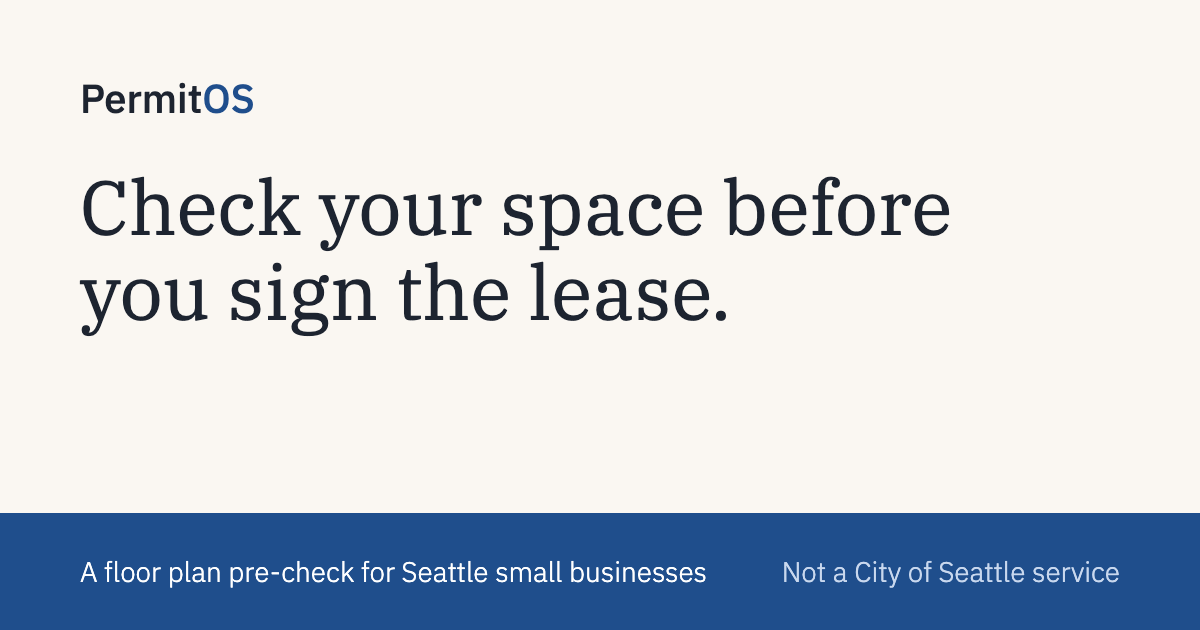 PermitOS
Check your space before
you sign the lease.
A floor plan pre-check for Seattle small businesses
Not a City of Seattle service